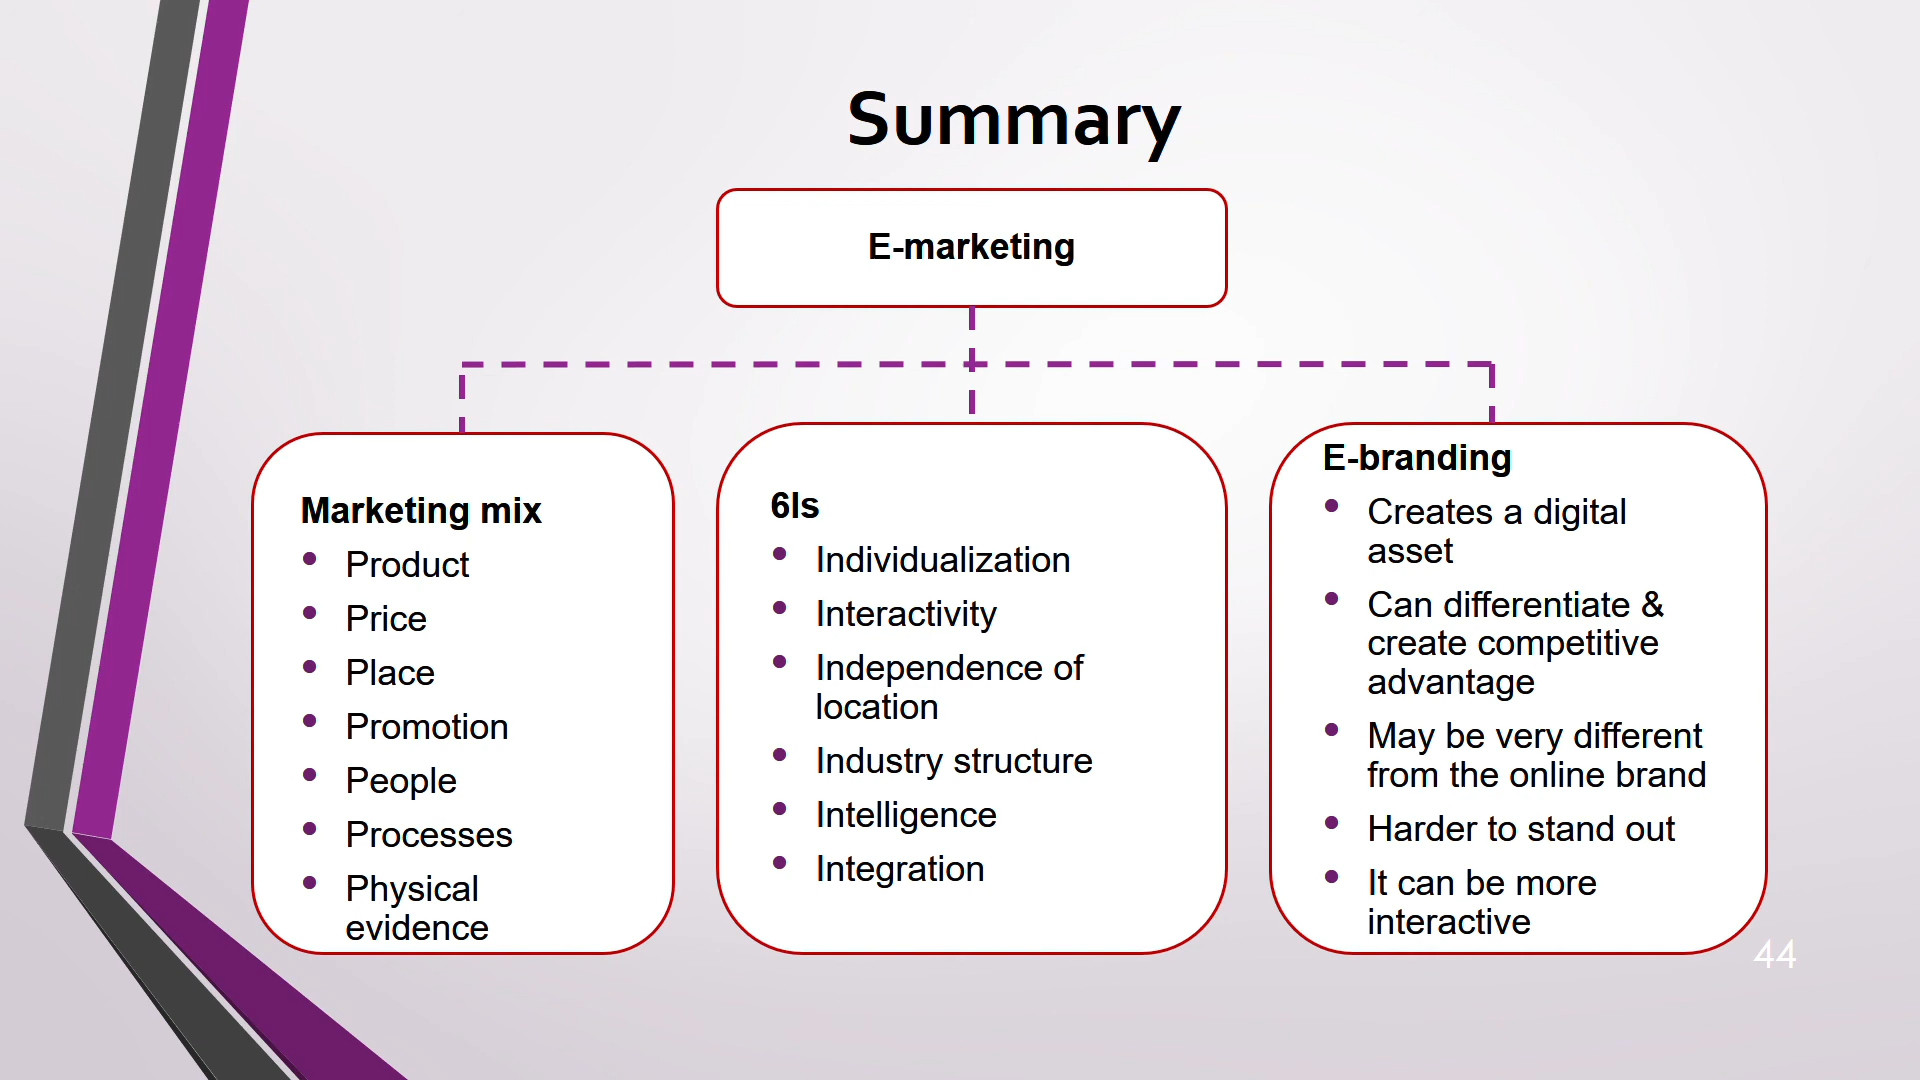 Summary
E-marketing
Marketing mix
• Product
• Price
• Place
• Promotion
• People
• Processes
• Physical
evidence
6Is
• Individualization
• Interactivity
• Independence of
location
• Industry structure
• Intelligence
• Integration
E-branding
• Creates a digital
asset
• Can differentiate &
create competitive
advantage
• May be very different
from the online brand
• Harder to stand out
• It can be more
interactive
44